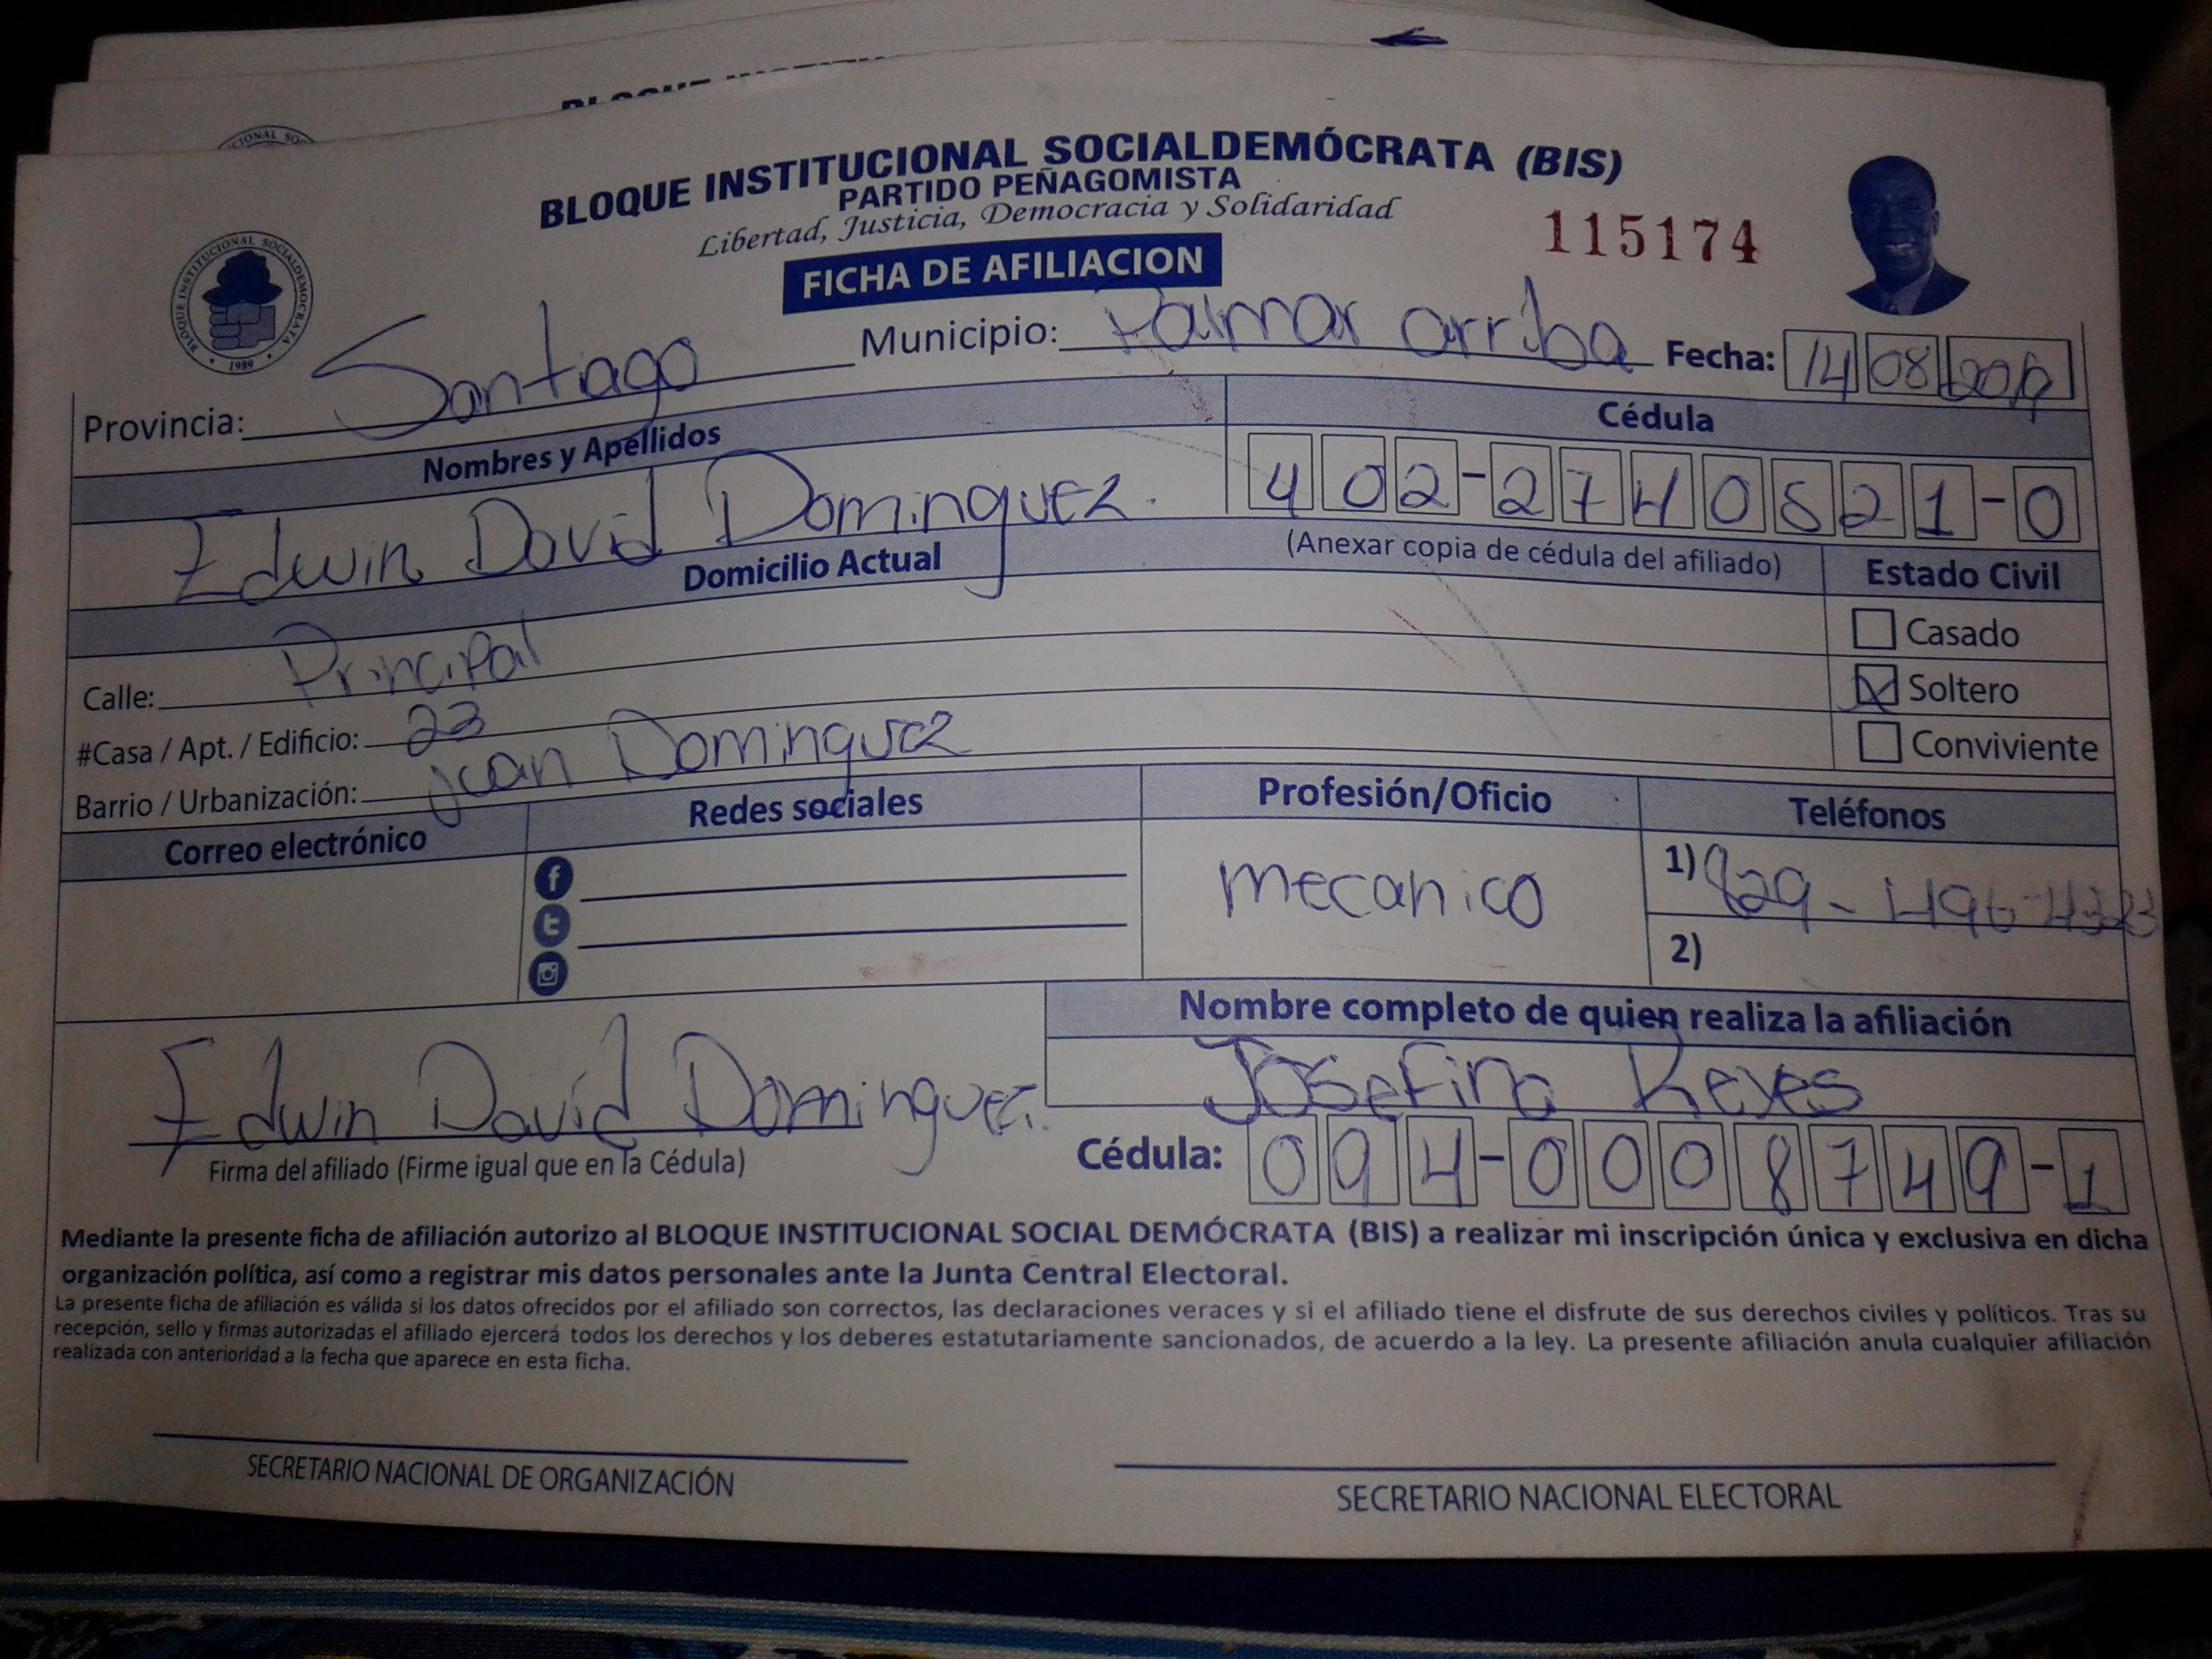 BLOQUE INSTITUCIONAL SOCIALDEMÓCRATA (BIS)
PARTIDO PEÑAGOMISTA
Libertad, Justicia, Democracia y Solidaridad
115174
FICHA DE AFILIACION
BLOQUE INSTITUCIONAL SOCIALDEMOCRATA
• 1989 •
Provincia: Santiago Municipio: Palmar arriba Fecha: 14 08 2019
Nombres y Apellidos Cédula
Edwin David Dominguez. 402-2740521-0
(Anexar copia de cédula del afiliado)
Domicilio Actual Estado Civil
Calle: Principal Casado
#Casa / Apt. / Edificio: 23 Soltero
Barrio / Urbanización: juan Dominguez Conviviente
Correo electrónico Redes sociales Profesión/Oficio Teléfonos
mecanico 1) 829-496-
2)
Nombre completo de quien realiza la afiliación
Edwin David Dominguez. Josefina Reyes
Firma del afiliado (Firme igual que en la Cédula) Cédula: 094-0008749-1
Mediante la presente ficha de afiliación autorizo al BLOQUE INSTITUCIONAL SOCIAL DEMÓCRATA (BIS) a realizar mi inscripción única y exclusiva en dicha
organización política, así como a registrar mis datos personales ante la Junta Central Electoral.
La presente ficha de afiliación es válida si los datos ofrecidos por el afiliado son correctos, las declaraciones veraces y si el afiliado tiene el disfrute de sus derechos civiles y políticos. Tras su
recepción, sello y firmas autorizadas el afiliado ejercerá todos los derechos y los deberes estatutariamente sancionados, de acuerdo a la ley. La presente afiliación anula cualquier afiliación
realizada con anterioridad a la fecha que aparece en esta ficha.
SECRETARIO NACIONAL DE ORGANIZACIÓN SECRETARIO NACIONAL ELECTORAL